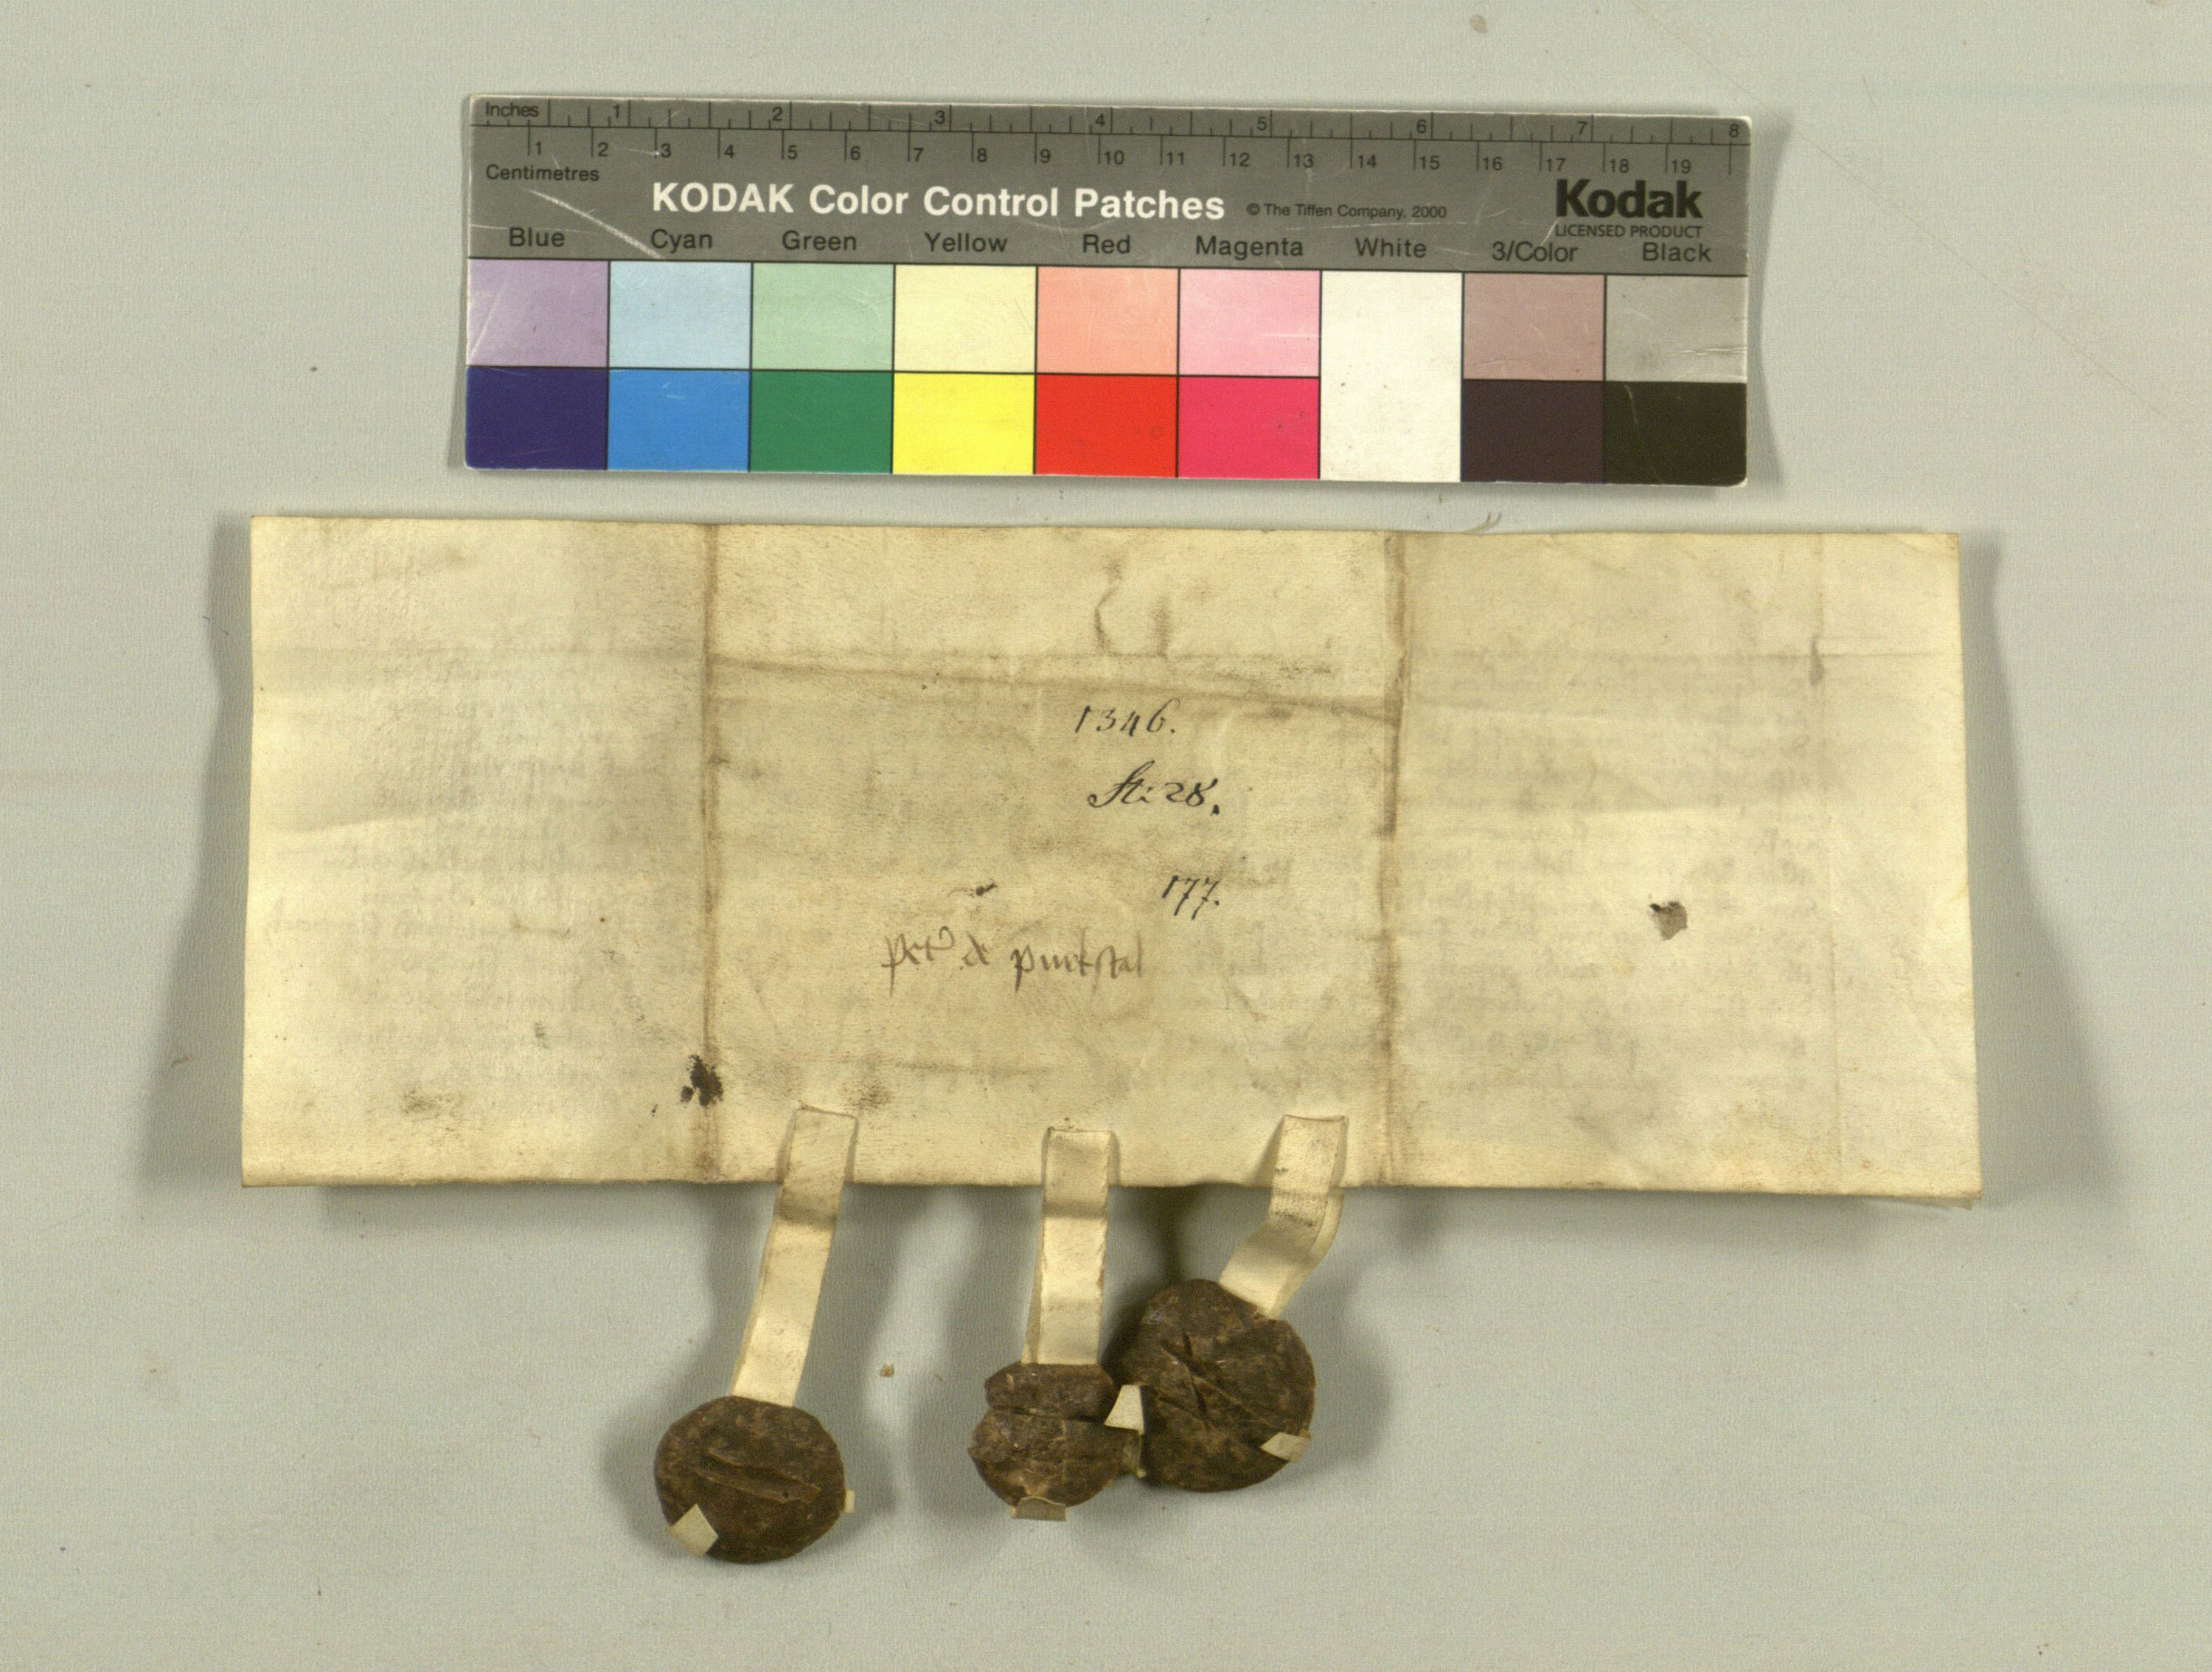 Inches 1 2 3 4 5 6 7 8
1 2 3 4 5 6 7 8 9 10 11 12 13 14 15 16 17 18 19
Centimetres
KODAK Color Control Patches © The Tiffen Company, 2000 Kodak
LICENSED PRODUCT
Blue Cyan Green Yellow Red Magenta White 3/Color Black
1346.
St: 28.
177.